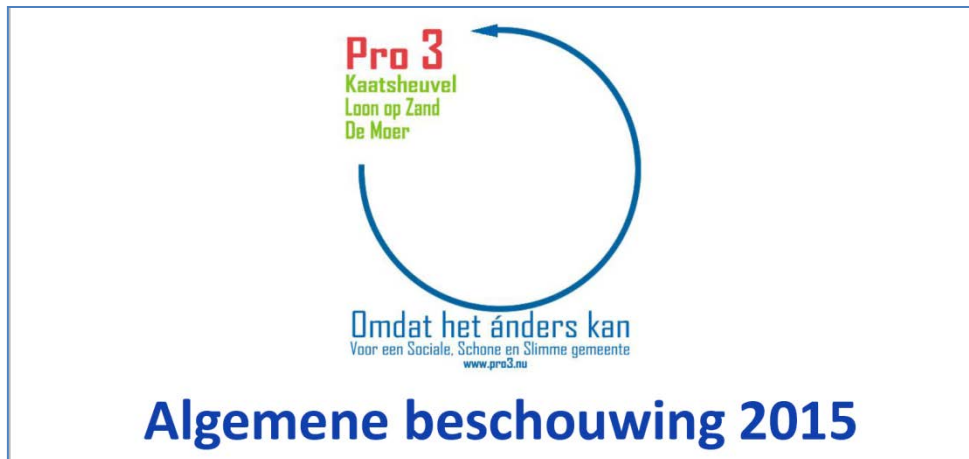 Pro 3
Kaatsheuvel
Loon op Zand
De Moer
Omdat het ánders kan
Voor een Sociale, Schone en Slimme gemeente
www.pro3.nu
Algemene beschouwing 2015